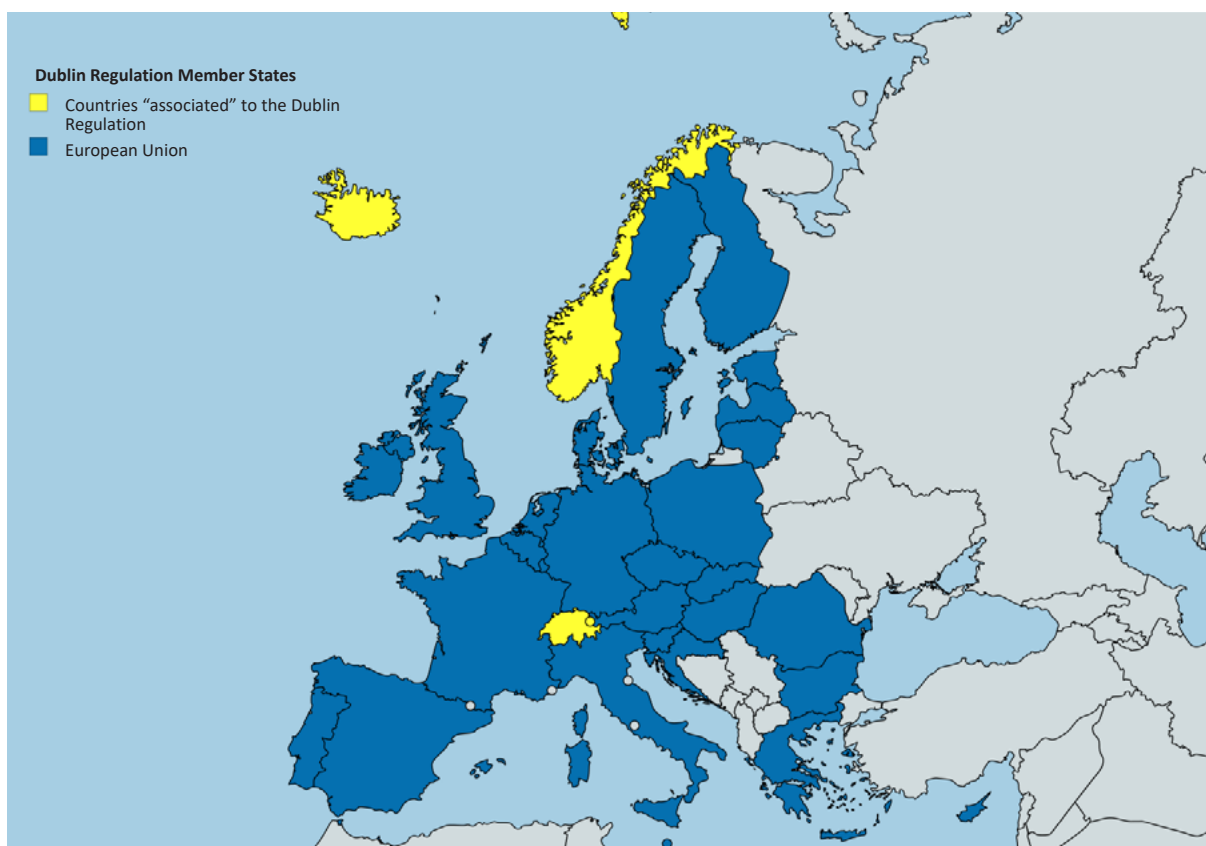 Dublin Regulation Member States
Countries “associated” to the Dublin
Regulation
European Union